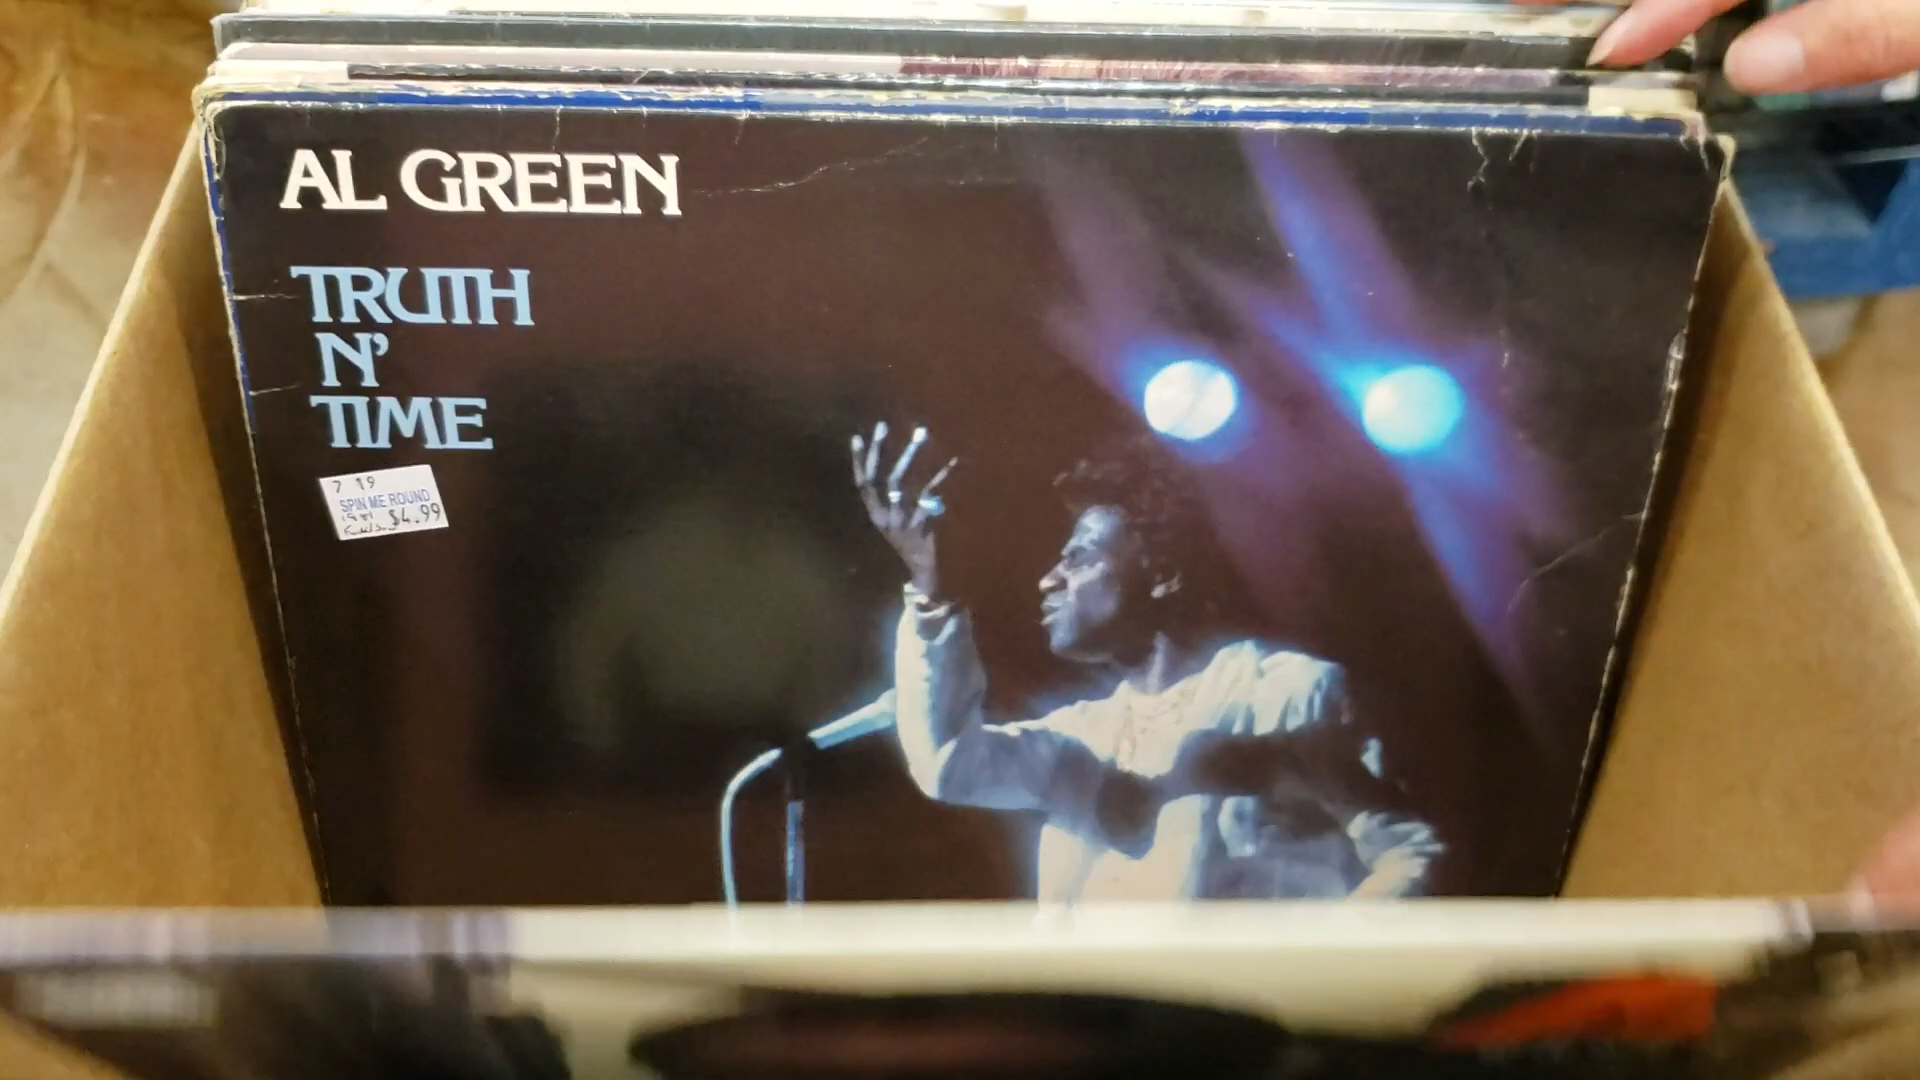 AL GREEN
TRUTH
N'
TIME
7 19
SPIN ME ROUND
$4.99